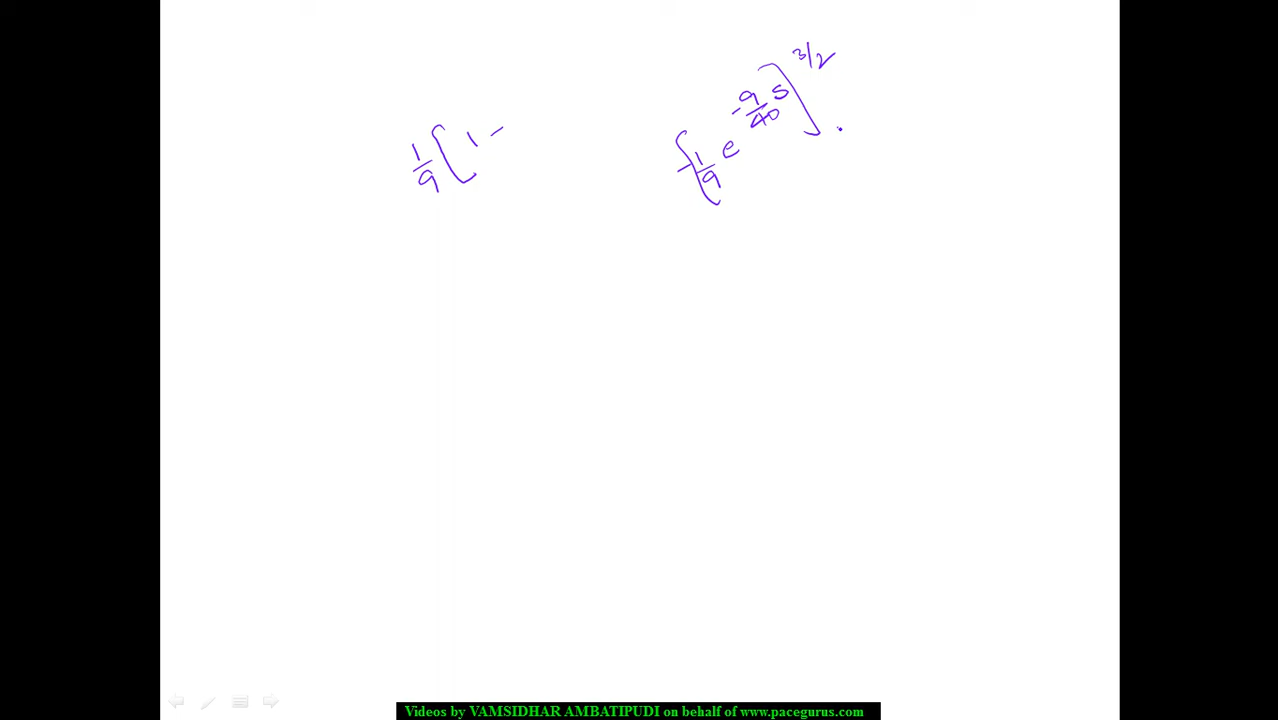 1/9 [ 1 -
[ -1/9 e^{-9/40 s} ]^{3/2} .
Videos by VAMSIDHAR AMBATIPUDI on behalf of www.pacegurus.com